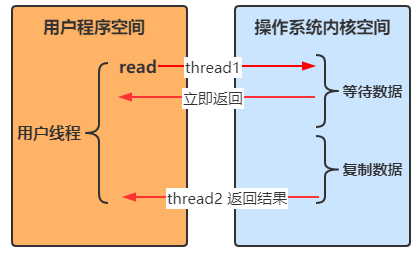 用户程序空间
操作系统内核空间
read
thread1
等待数据
立即返回
用户线程
复制数据
thread2 返回结果